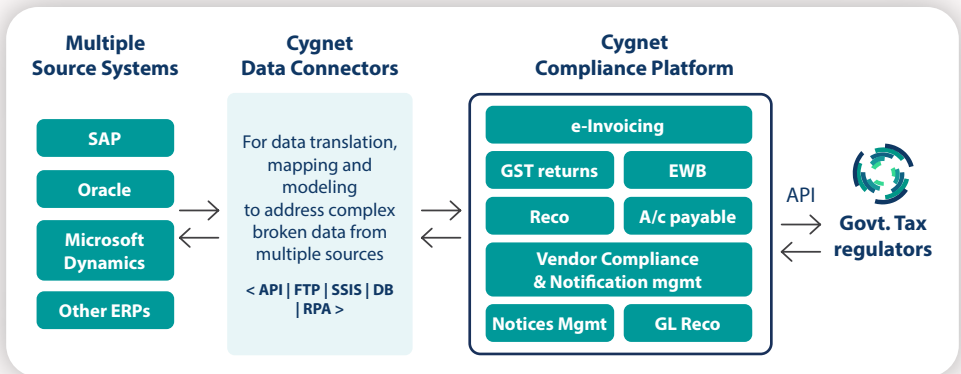 Multiple
Source Systems
SAP
Oracle
Microsoft
Dynamics
Other ERPs
Cygnet
Data Connectors
For data translation,
mapping and
modeling
to address complex
broken data from
multiple sources
< API | FTP | SSIS | DB
| RPA >
Cygnet
Compliance Platform
e-Invoicing
GST returns
EWB
Reco
A/c payable
Vendor Compliance
& Notification mgmt
Notices Mgmt
GL Reco
API
Govt. Tax
regulators